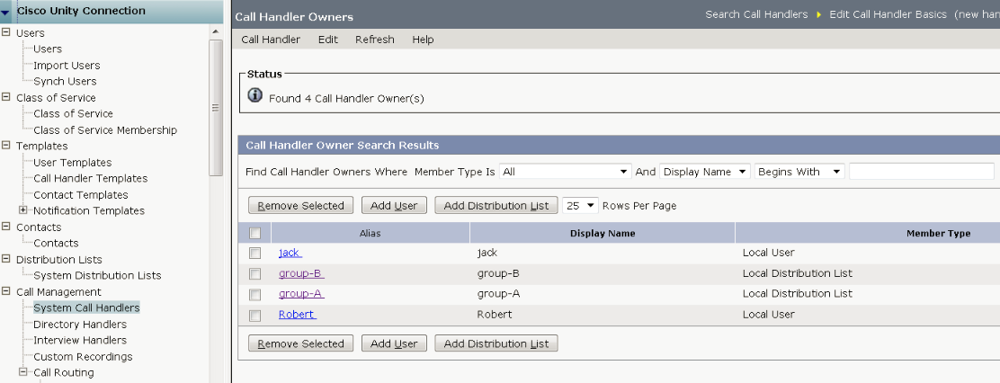 Cisco Unity Connection
Users
Users
Import Users
Synch Users
Class of Service
Class of Service
Class of Service Membership
Templates
User Templates
Call Handler Templates
Contact Templates
Notification Templates
Contacts
Contacts
Distribution Lists
System Distribution Lists
Call Management
System Call Handlers
Directory Handlers
Interview Handlers
Custom Recordings
Call Routing
Call Handler Owners
Search Call Handlers Edit Call Handler Basics (new han
Call Handler Edit Refresh Help
Status
Found 4 Call Handler Owner(s)
Call Handler Owner Search Results
Find Call Handler Owners Where Member Type Is All And Display Name Begins With
Remove Selected Add User Add Distribution List 25 Rows Per Page
Alias Display Name Member Type
jack jack Local User
group-B group-B Local Distribution List
group-A group-A Local Distribution List
Robert Robert Local User
Remove Selected Add User Add Distribution List